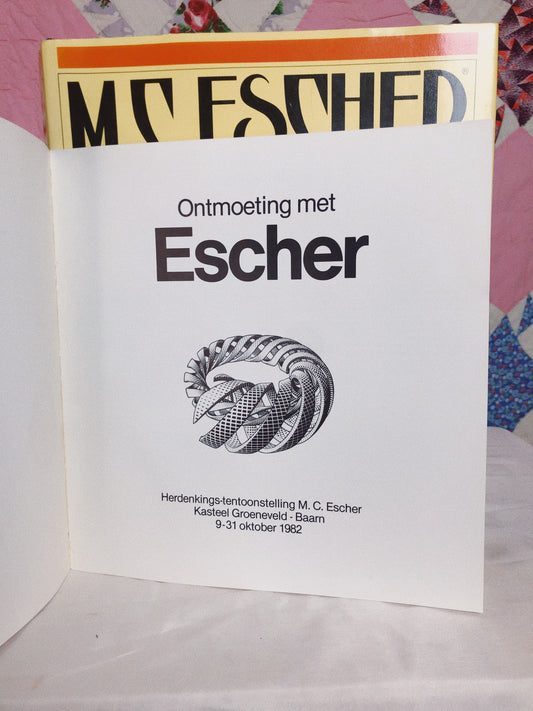 M.C. ESCHER®
Ontmoeting met
Escher
Herdenkings-tentoonstelling M. C. Escher
Kasteel Groeneveld - Baarn
9-31 oktober 1982